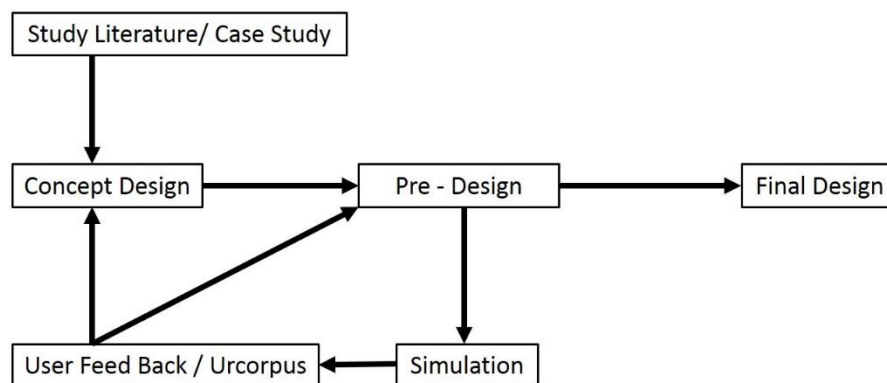 Study Literature/ Case Study
Concept Design
Pre - Design
Final Design
User Feed Back / Urcorpus
Simulation